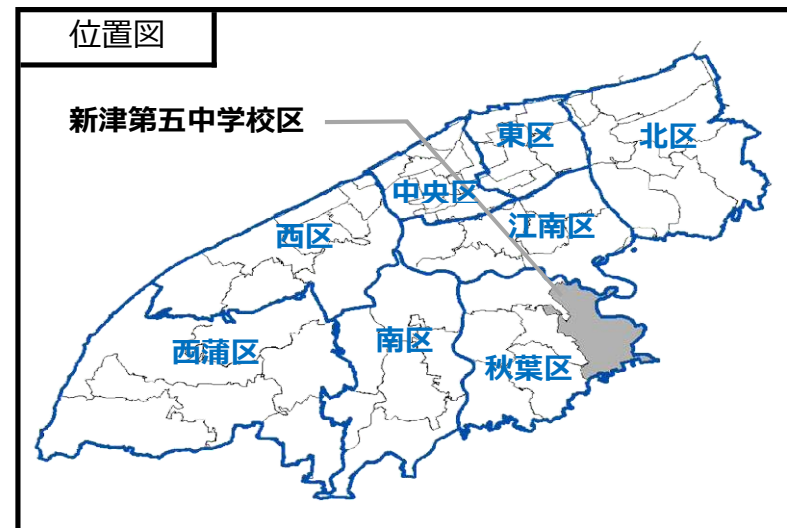 位置図
新津第五中学校区
東区
北区
中央区
江南区
西区
西蒲区
南区
秋葉区